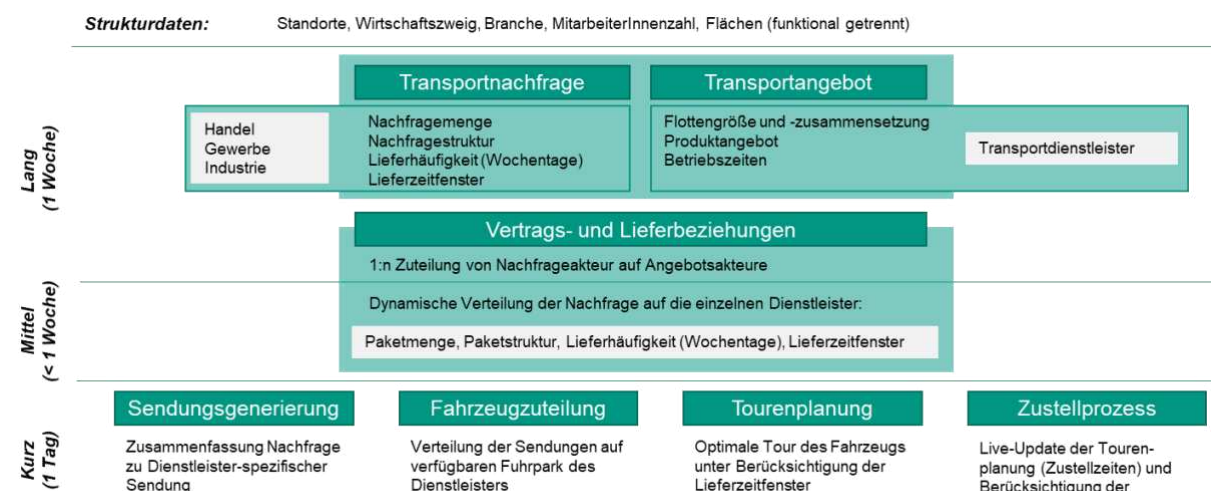 Strukturdaten: Standorte, Wirtschaftszweig, Branche, MitarbeiterInnenzahl, Flächen (funktional getrennt)
Lang
(1 Woche)
Transportnachfrage
Transportangebot
Handel
Gewerbe
Industrie
Nachfragemenge
Nachfragestruktur
Lieferhäufigkeit (Wochentage)
Lieferzeitfenster
Flottengröße und -zusammensetzung
Produktangebot
Betriebszeiten
Transportdienstleister
Vertrags- und Lieferbeziehungen
1:n Zuteilung von Nachfrageakteur auf Angebotsakteure
Mittel
(< 1 Woche)
Dynamische Verteilung der Nachfrage auf die einzelnen Dienstleister:
Paketmenge, Paketstruktur, Lieferhäufigkeit (Wochentage), Lieferzeitfenster
Kurz
(1 Tag)
Sendungsgenerierung
Zusammenfassung Nachfrage
zu Dienstleister-spezifischer
Sendung
Fahrzeugzuteilung
Verteilung der Sendungen auf
verfügbaren Fuhrpark des
Dienstleisters
Tourenplanung
Optimale Tour des Fahrzeugs
unter Berücksichtigung der
Lieferzeitfenster
Zustellprozess
Live-Update der Touren-
planung (Zustellzeiten) und
Berücksichtigung der